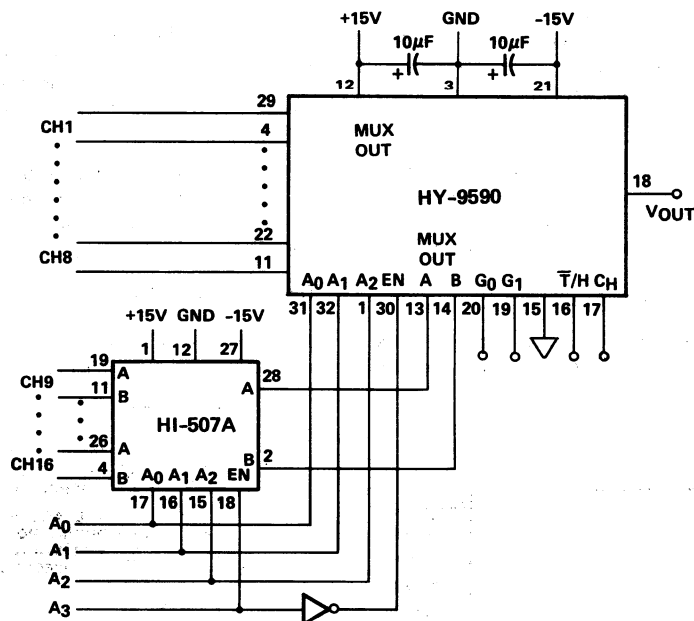 +15V GND -15V
10μF 10μF
+ +
12 3 21
29
CH1 4 MUX
OUT
HY-9590
18
VOUT
22 MUX
CH8 OUT
11
A0 A1 A2 EN A B G0 G1 T̅/H CH
31 32 1 30 13 14 20 19 15 16 17
+15V GND -15V
1 12 27
19 A 28
CH9 A
11 B
HI-507A
26 A
CH16 B 2
4 B A0 A1 A2 EN
17 16 15 18
A0
A1
A2
A3